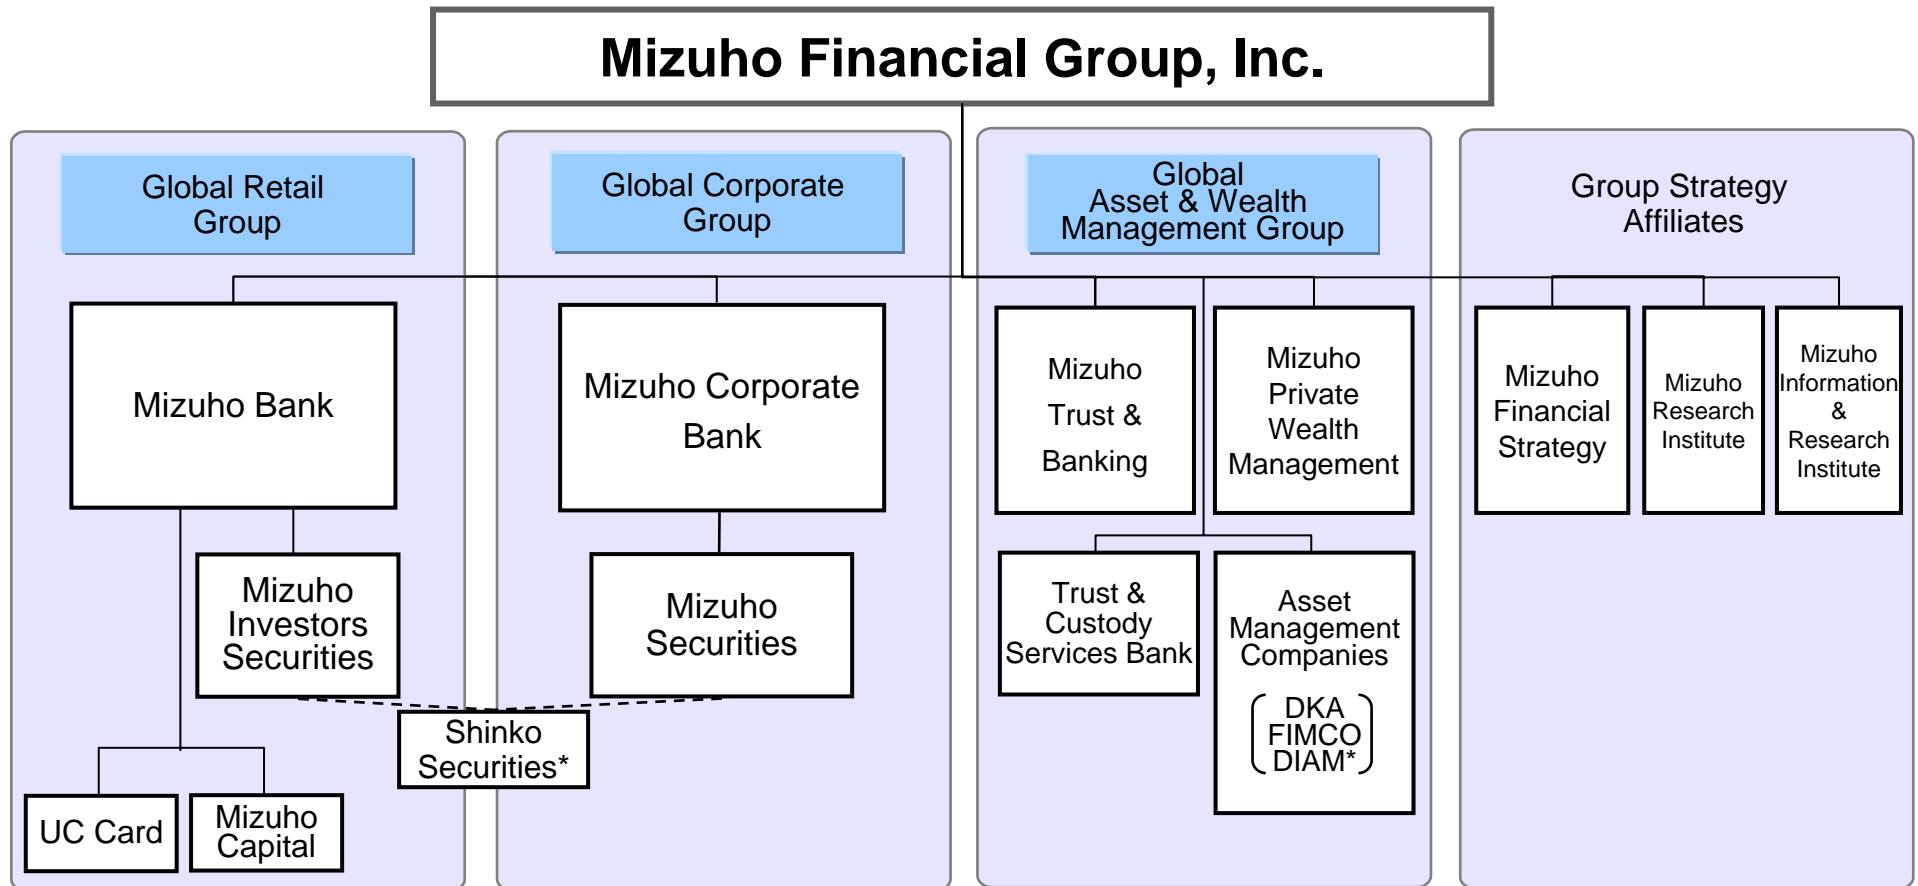 Mizuho Financial Group, Inc.
Global Retail
Group
Global Corporate
Group
Global
Asset & Wealth
Management Group
Group Strategy
Affiliates
Mizuho Bank
Mizuho Corporate
Bank
Mizuho
Trust &
Banking
Mizuho
Private
Wealth
Management
Mizuho
Financial
Strategy
Mizuho
Research
Institute
Mizuho
Information
&
Research
Institute
Mizuho
Investors
Securities
Mizuho
Securities
Trust &
Custody
Services Bank
Asset
Management
Companies
DKA
FIMCO
DIAM*
Shinko
Securities*
UC Card
Mizuho
Capital